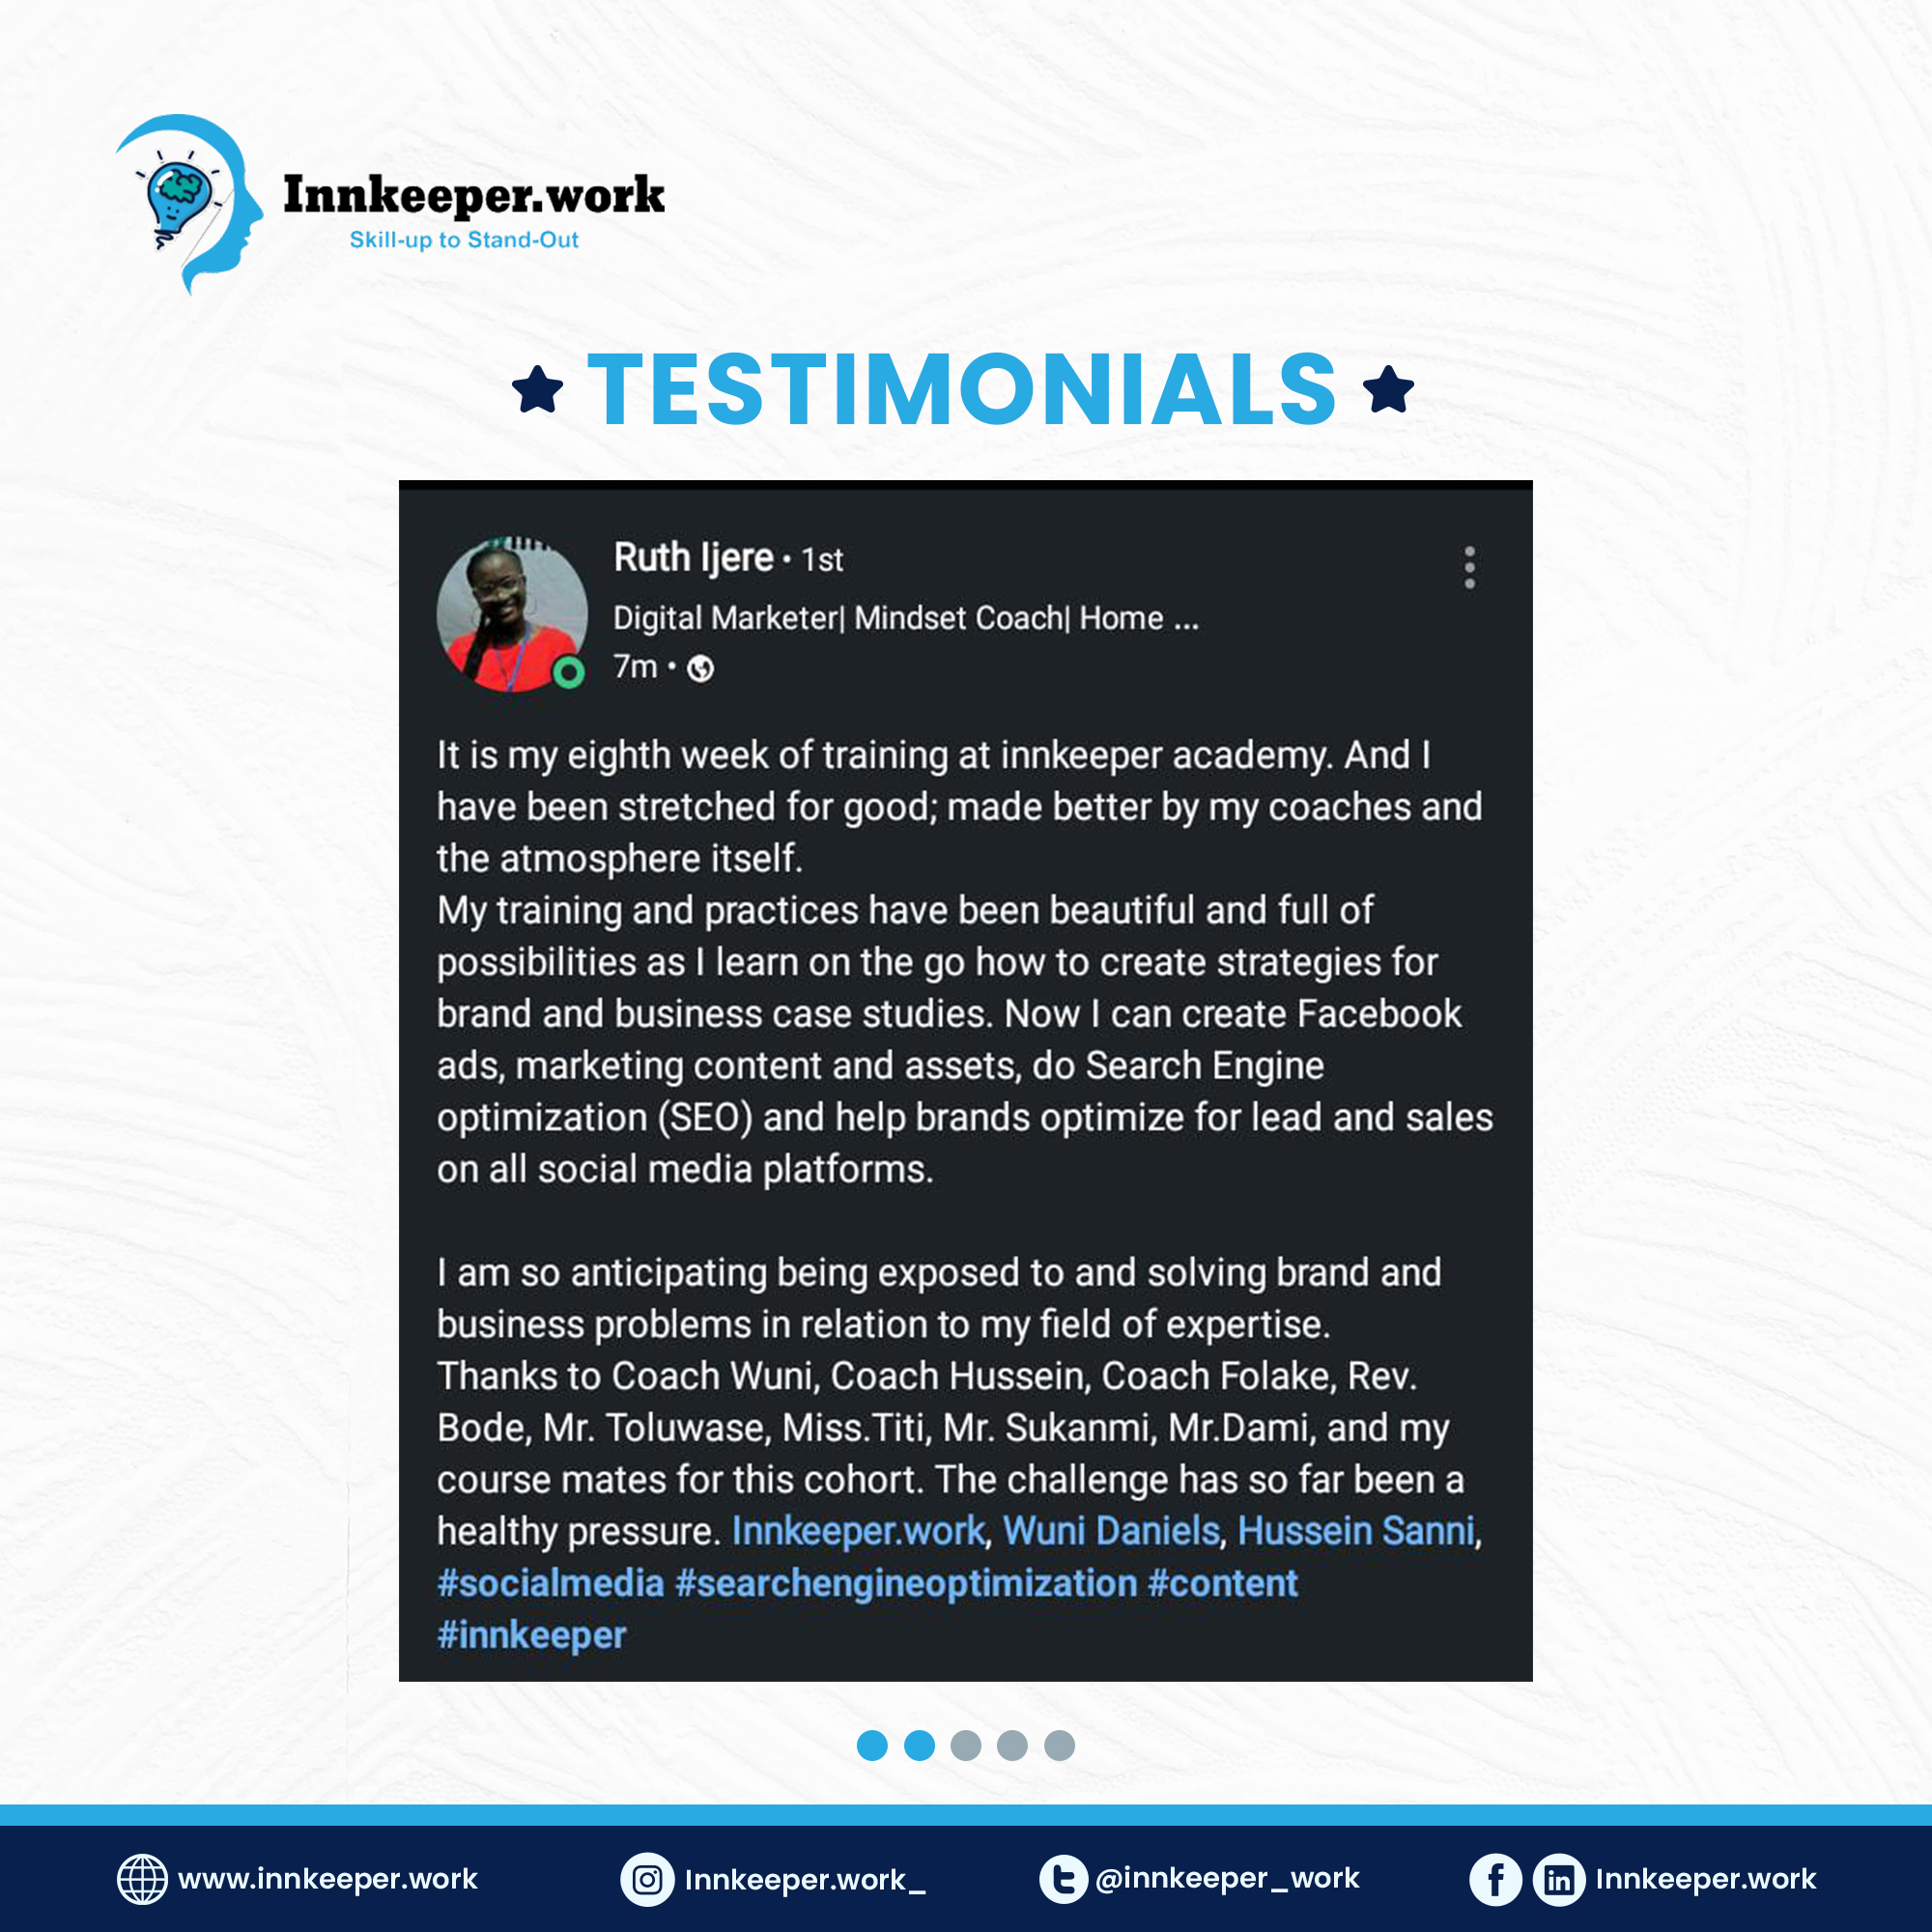 Innkeeper.work
Skill-up to Stand-Out
TESTIMONIALS
Ruth Ijere • 1st
Digital Marketer| Mindset Coach| Home ...
7m •
It is my eighth week of training at innkeeper academy. And I
have been stretched for good; made better by my coaches and
the atmosphere itself.
My training and practices have been beautiful and full of
possibilities as I learn on the go how to create strategies for
brand and business case studies. Now I can create Facebook
ads, marketing content and assets, do Search Engine
optimization (SEO) and help brands optimize for lead and sales
on all social media platforms.
I am so anticipating being exposed to and solving brand and
business problems in relation to my field of expertise.
Thanks to Coach Wuni, Coach Hussein, Coach Folake, Rev.
Bode, Mr. Toluwase, Miss.Titi, Mr. Sukanmi, Mr.Dami, and my
course mates for this cohort. The challenge has so far been a
healthy pressure. Innkeeper.work, Wuni Daniels, Hussein Sanni,
#socialmedia #searchengineoptimization #content
#innkeeper
www.innkeeper.work
Innkeeper.work_
@innkeeper_work
Innkeeper.work